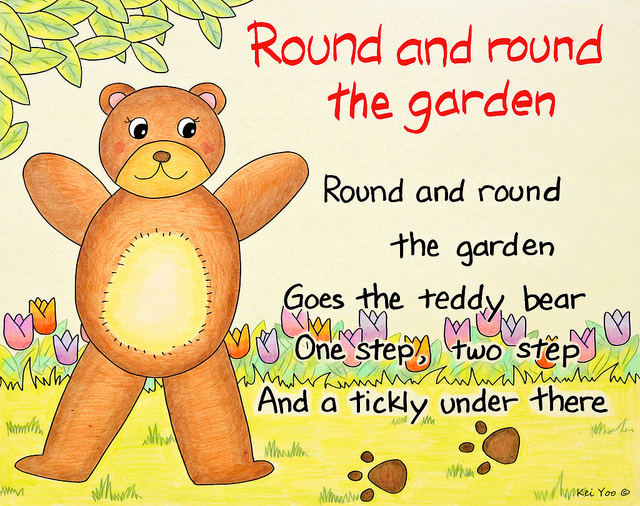 Round and round
the garden
Round and round
the garden
Goes the teddy bear
One step, two step
And a tickly under there
Kei Yoo ©